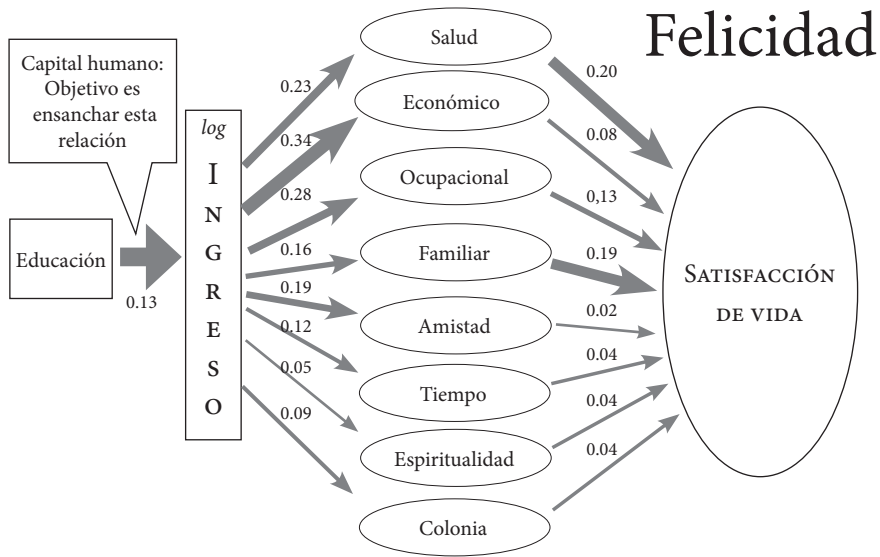 Felicidad
Capital humano:
Objetivo es
ensanchar esta
relación
Educación
0.13
log
INGRESO
0.23
0.34
0.28
0.16
0.19
0.12
0.05
0.09
Salud
Económico
Ocupacional
Familiar
Amistad
Tiempo
Espiritualidad
Colonia
0.20
0.08
0,13
0.19
0.02
0.04
0.04
0.04
SATISFACCIÓN
DE VIDA